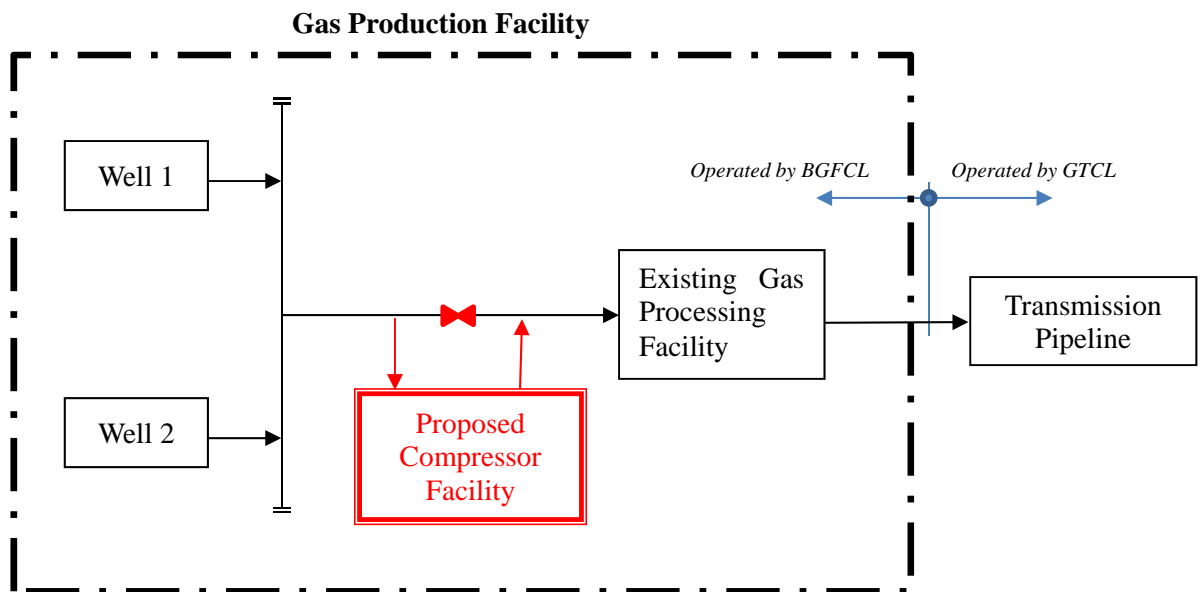 Gas Production Facility
Well 1
Operated by BGFCL
Operated by GTCL
Existing Gas
Processing
Facility
Transmission
Pipeline
Well 2
Proposed
Compressor
Facility